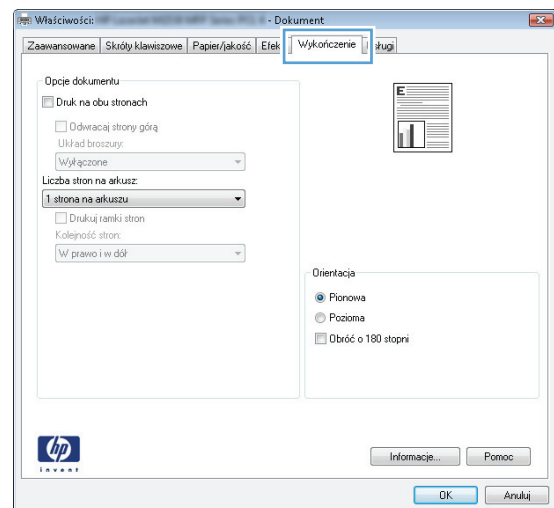 Właściwości: - Dokument
Zaawansowane Skróty klawiszowe Papier/jakość Efek Wykończenie sługi
Opcje dokumentu
Druk na obu stronach
Odwracaj strony górą
Układ broszury:
Wyłączone
Liczba stron na arkusz:
1 strona na arkuszu
Drukuj ramki stron
Kolejność stron:
W prawo i w dół
E
Orientacja
Pionowa
Pozioma
Obróć o 180 stopni
hp
invent
Informacje... Pomoc
OK Anuluj